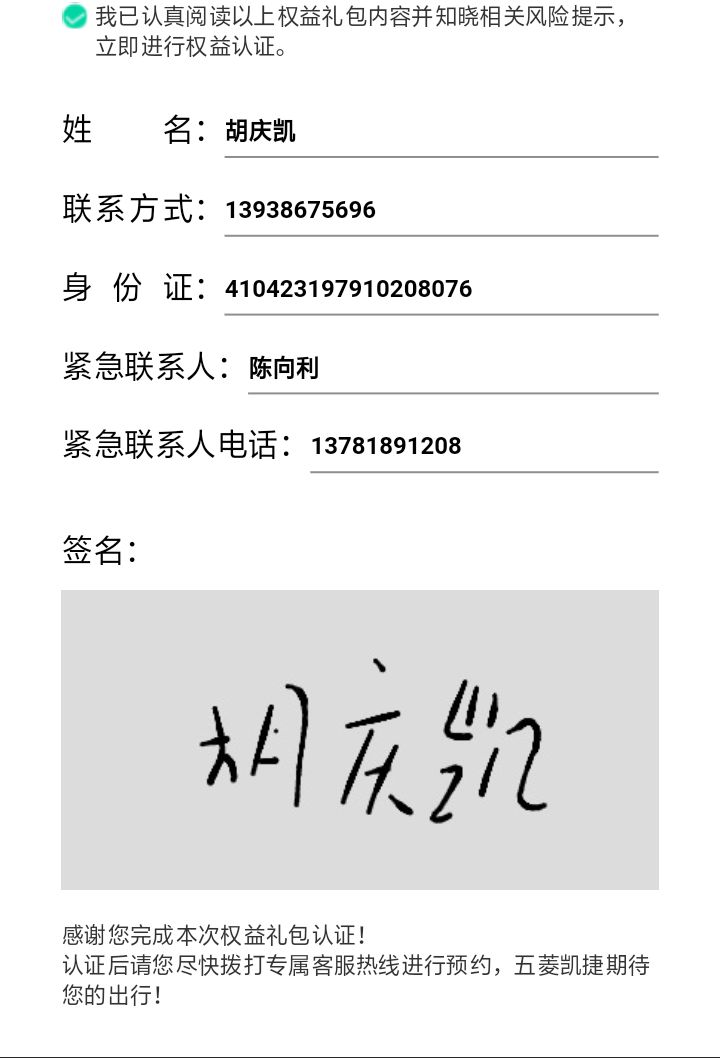 我已认真阅读以上权益礼包内容并知晓相关风险提示，
立即进行权益认证。
姓名：胡庆凯
联系方式：13938675696
身份证：410423197910208076
紧急联系人：陈向利
紧急联系人电话：13781891208
签名：
胡庆凯
感谢您完成本次权益礼包认证！
认证后请您尽快拨打专属客服热线进行预约，五菱凯捷期待
您的出行！